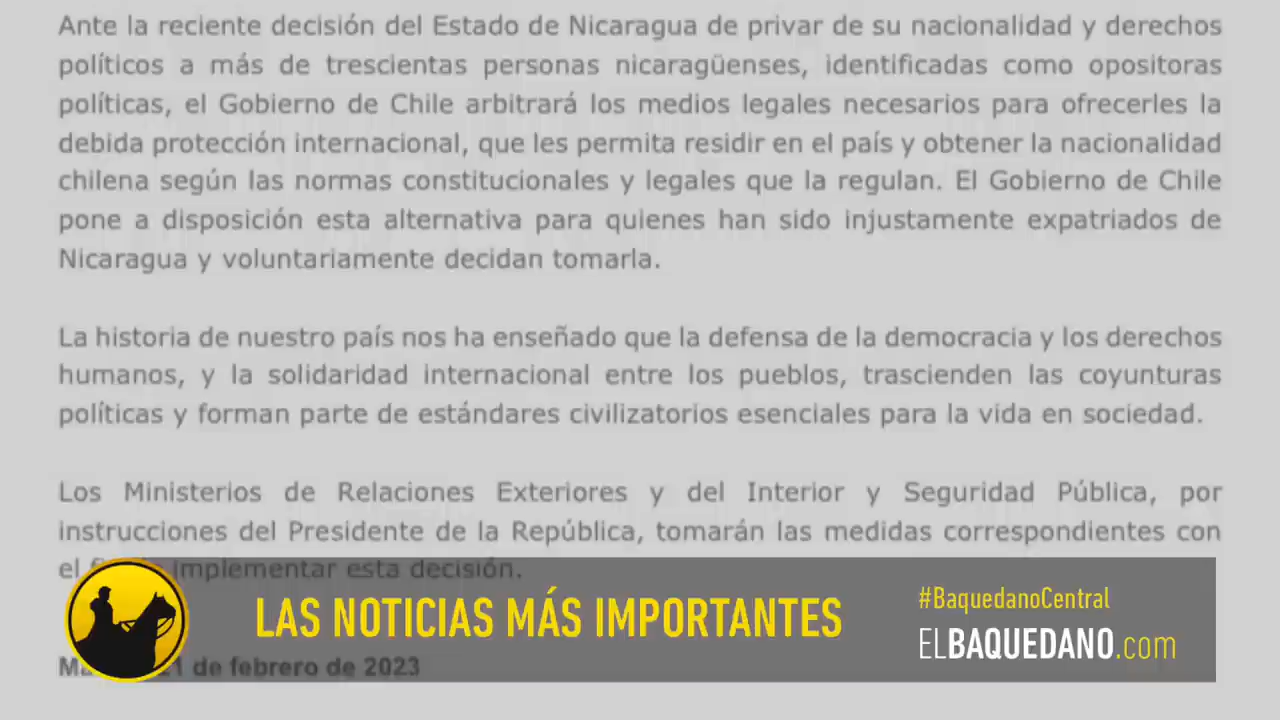 Ante la reciente decisión del Estado de Nicaragua de privar de su nacionalidad y derechos
políticos a más de trescientas personas nicaragüenses, identificadas como opositoras
políticas, el Gobierno de Chile arbitrará los medios legales necesarios para ofrecerles la
debida protección internacional, que les permita residir en el país y obtener la nacionalidad
chilena según las normas constitucionales y legales que la regulan. El Gobierno de Chile
pone a disposición esta alternativa para quienes han sido injustamente expatriados de
Nicaragua y voluntariamente decidan tomarla.
La historia de nuestro país nos ha enseñado que la defensa de la democracia y los derechos
humanos, y la solidaridad internacional entre los pueblos, trascienden las coyunturas
políticas y forman parte de estándares civilizatorios esenciales para la vida en sociedad.
Los Ministerios de Relaciones Exteriores y del Interior y Seguridad Pública, por
instrucciones del Presidente de la República, tomarán las medidas correspondientes con
el implementar esta decisión.
LAS NOTICIAS MÁS IMPORTANTES
#BaquedanoCentral
ELBAQUEDANO.com
21 de febrero de 2023